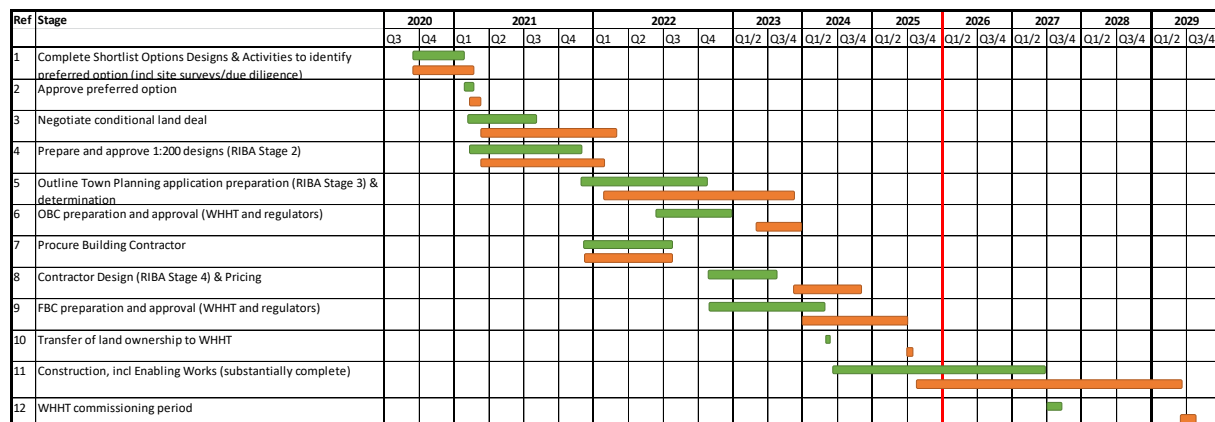 Ref Stage 2020 2021 2022 2023 2024 2025 2026 2027 2028 2029
Q3 Q4 Q1 Q2 Q3 Q4 Q1 Q2 Q3 Q4 Q1/2 Q3/4 Q1/2 Q3/4 Q1/2 Q3/4 Q1/2 Q3/4 Q1/2 Q3/4 Q1/2 Q3/4 Q1/2 Q3/4
1 Complete Shortlist Options Designs & Activities to identify
preferred option (incl site surveys/due diligence)
2 Approve preferred option
3 Negotiate conditional land deal
4 Prepare and approve 1:200 designs (RIBA Stage 2)
5 Outline Town Planning application preparation (RIBA Stage 3) &
determination
6 OBC preparation and approval (WHHT and regulators)
7 Procure Building Contractor
8 Contractor Design (RIBA Stage 4) & Pricing
9 FBC preparation and approval (WHHT and regulators)
10 Transfer of land ownership to WHHT
11 Construction, incl Enabling Works (substantially complete)
12 WHHT commissioning period